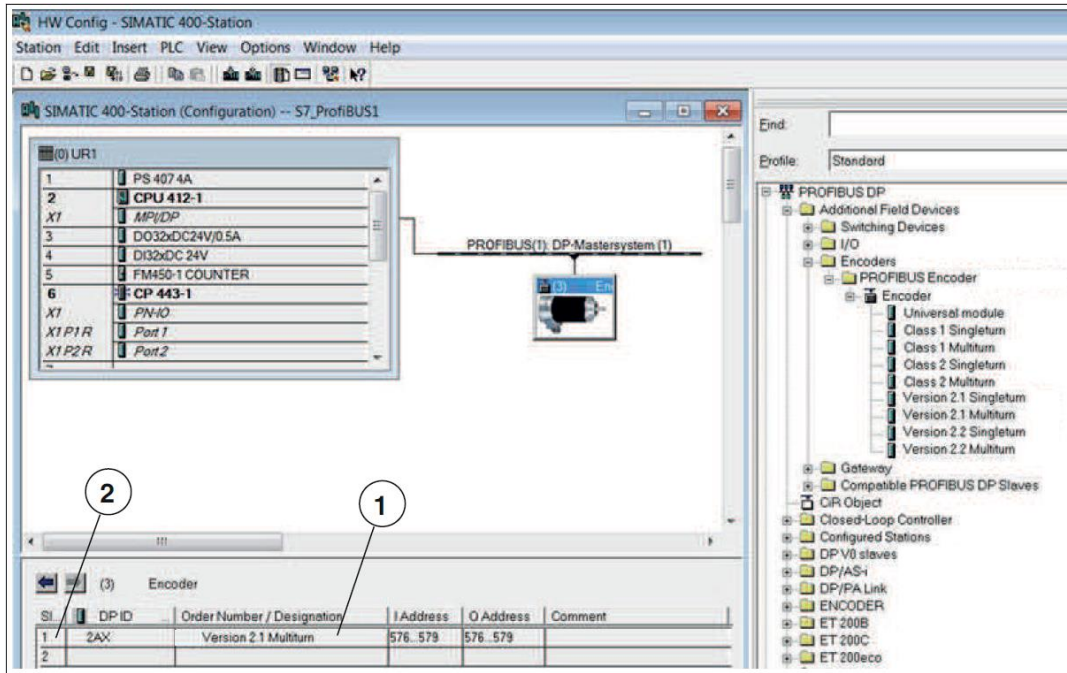 HW Config - SIMATIC 400-Station
Station Edit Insert PLC View Options Window Help
SIMATIC 400-Station (Configuration) -- S7_ProfiBUS1
(0) UR1
1 PS 407 4A
2 CPU 412-1
X1 MPI/DP
3 DO32xDC24V/0.5A
4 DI32xDC 24V
5 FM450-1 COUNTER
6 CP 443-1
X1 PN-IO
X1 P1 R Port 1
X1 P2 R Port 2
PROFIBUS(1): DP-Mastersystem (1)
(3) En
2
1
(3) Encoder
Sl... DP ID ... Order Number / Designation I Address O Address Comment
1 2AX Version 2.1 Multiturn 576...579 576...579
2
Find:
Profile: Standard
PROFIBUS DP
Additional Field Devices
Switching Devices
I/O
Encoders
PROFIBUS Encoder
Encoder
Universal module
Class 1 Singleturn
Class 1 Multiturn
Class 2 Singleturn
Class 2 Multiturn
Version 2.1 Singleturn
Version 2.1 Multiturn
Version 2.2 Singleturn
Version 2.2 Multiturn
Gateway
Compatible PROFIBUS DP Slaves
CiR Object
Closed-Loop Controller
Configured Stations
DP V0 slaves
DP/AS-i
DP/PA Link
ENCODER
ET 200B
ET 200C
ET 200eco